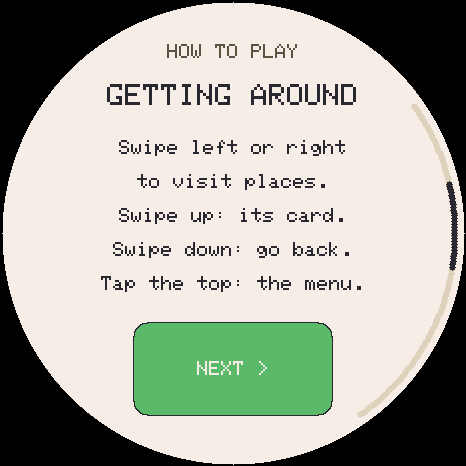 HOW TO PLAY
GETTING AROUND
Swipe left or right
to visit places.
Swipe up: its card.
Swipe down: go back.
Tap the top: the menu.
NEXT >